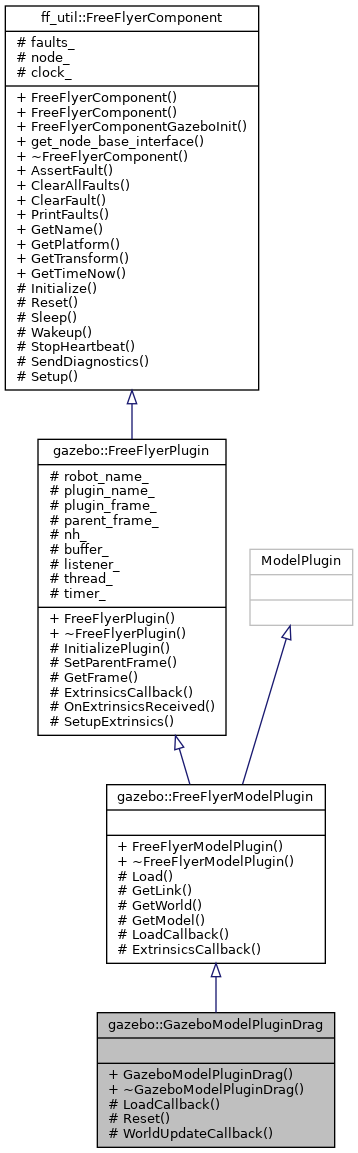 ff_util::FreeFlyerComponent
# faults_
# node_
# clock_
+ FreeFlyerComponent()
+ FreeFlyerComponent()
+ FreeFlyerComponentGazeboInit()
+ get_node_base_interface()
+ ~FreeFlyerComponent()
+ AssertFault()
+ ClearAllFaults()
+ ClearFault()
+ PrintFaults()
+ GetName()
+ GetPlatform()
+ GetTransform()
+ GetTimeNow()
# Initialize()
# Reset()
# Sleep()
# Wakeup()
# StopHeartbeat()
# SendDiagnostics()
# Setup()
gazebo::FreeFlyerPlugin
# robot_name_
# plugin_name_
# plugin_frame_
# parent_frame_
# nh_
# buffer_
# listener_
# thread_
# timer_
+ FreeFlyerPlugin()
+ ~FreeFlyerPlugin()
# InitializePlugin()
# SetParentFrame()
# GetFrame()
# ExtrinsicsCallback()
# OnExtrinsicsReceived()
# SetupExtrinsics()
ModelPlugin
gazebo::FreeFlyerModelPlugin
+ FreeFlyerModelPlugin()
+ ~FreeFlyerModelPlugin()
# Load()
# GetLink()
# GetWorld()
# GetModel()
# LoadCallback()
# ExtrinsicsCallback()
gazebo::GazeboModelPluginDrag
+ GazeboModelPluginDrag()
+ ~GazeboModelPluginDrag()
# LoadCallback()
# Reset()
# WorldUpdateCallback()